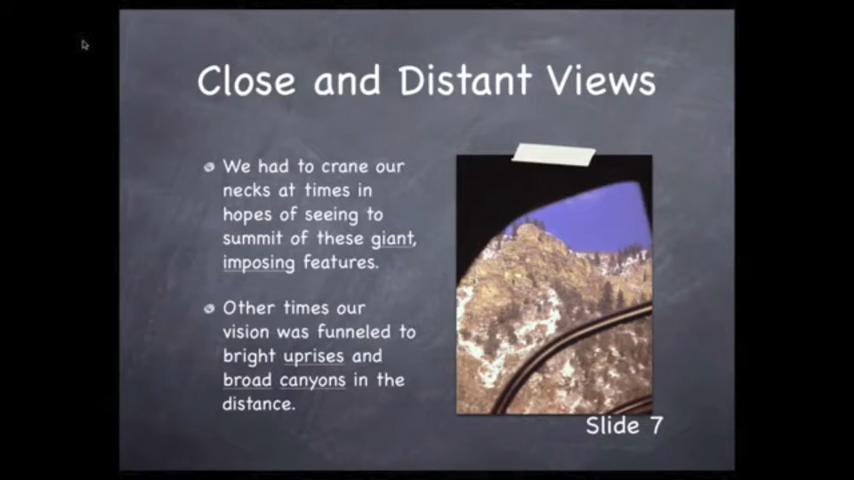 Close and Distant Views
We had to crane our
necks at times in
hopes of seeing to
summit of these giant,
imposing features.
Other times our
vision was funneled to
bright uprises and
broad canyons in the
distance.
Slide 7